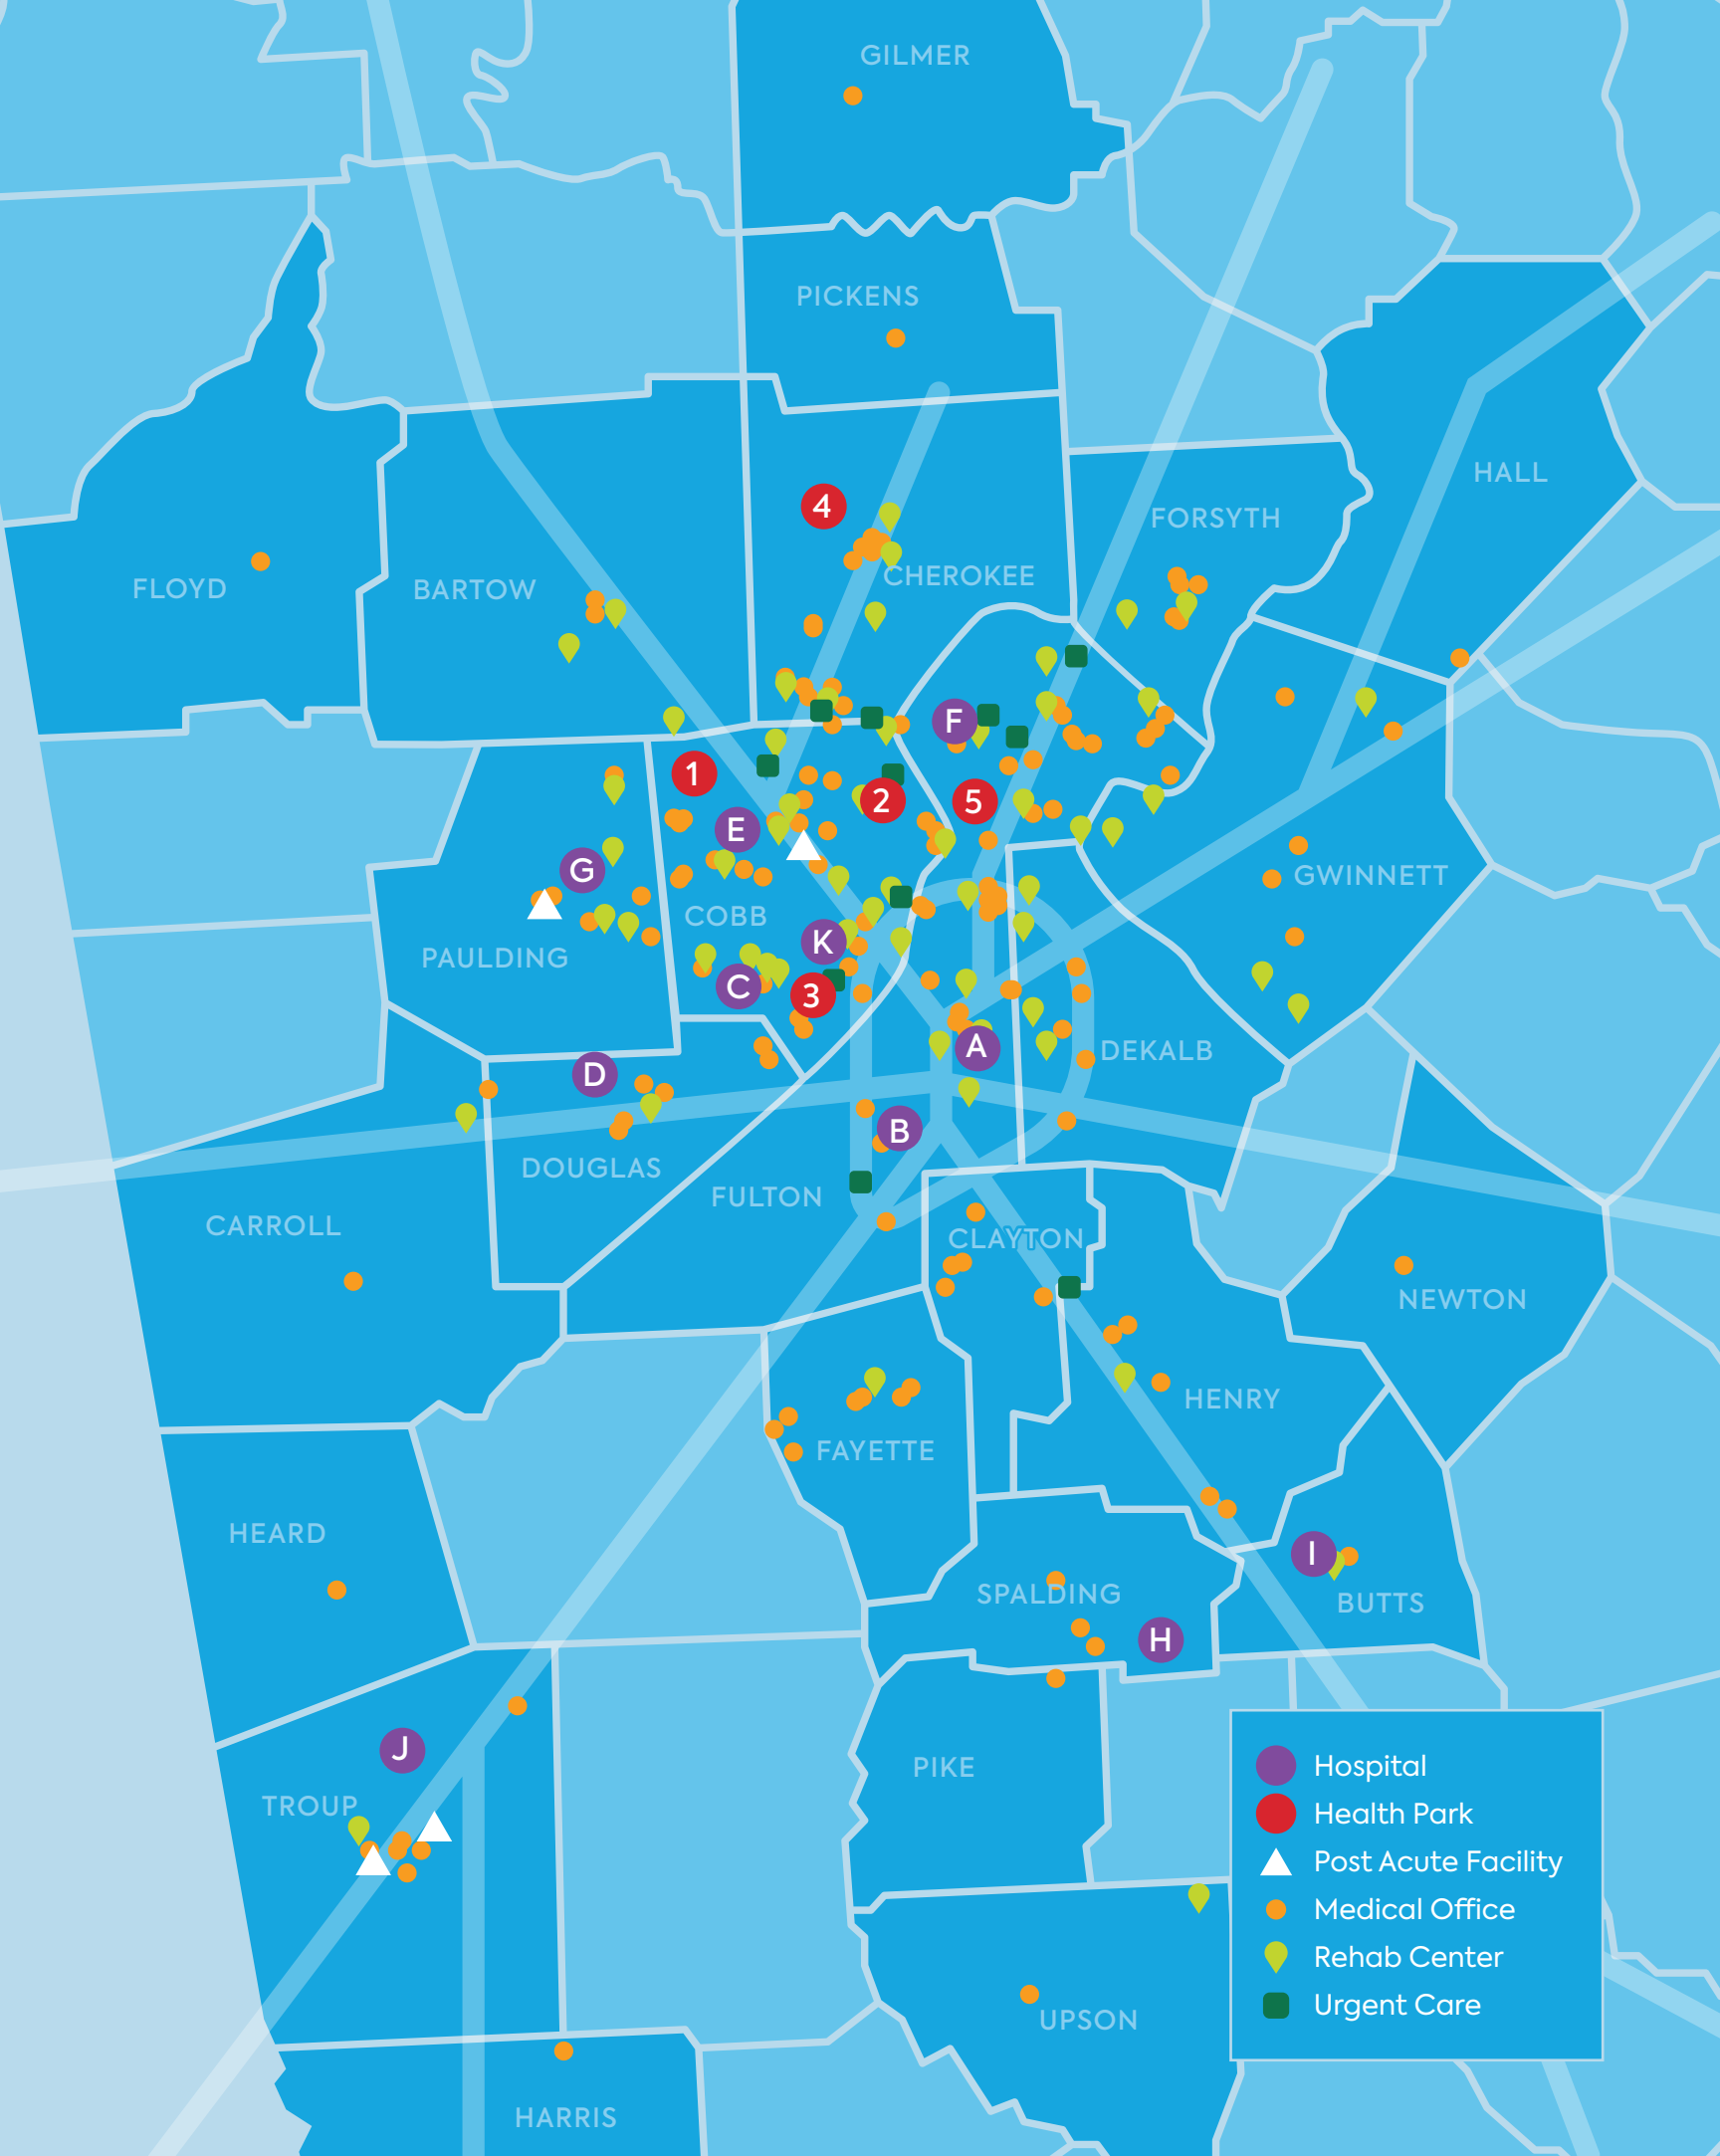 GILMER
PICKENS
HALL
4
FORSYTH
CHEROKEE
FLOYD
BARTOW
F
1
2
5
E
G
GWINNETT
COBB
K
PAULDING
C
3
A
DEKALB
D
B
DOUGLAS
FULTON
CARROLL
CLAYTON
NEWTON
HENRY
FAYETTE
HEARD
I
SPALDING
BUTTS
H
J
PIKE
TROUP
Hospital
Health Park
Post Acute Facility
Medical Office
Rehab Center
Urgent Care
UPSON
HARRIS